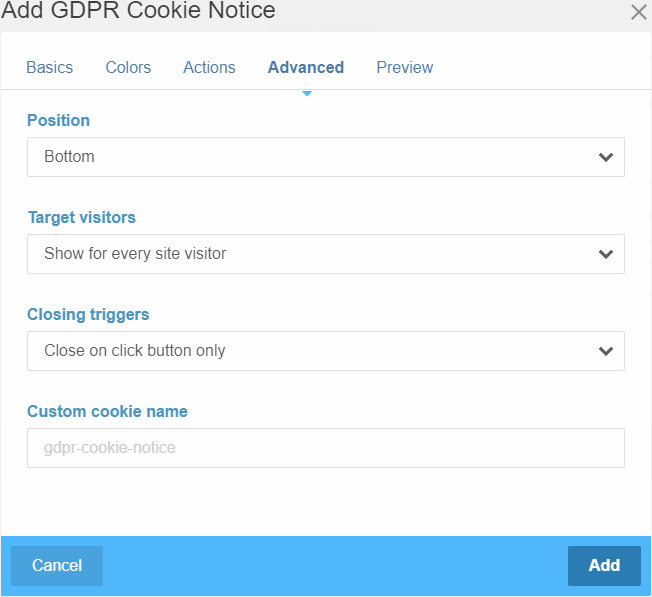 Add GDPR Cookie Notice
Basics Colors Actions Advanced Preview
Position
Bottom
Target visitors
Show for every site visitor
Closing triggers
Close on click button only
Custom cookie name
gdpr-cookie-notice
Cancel Add